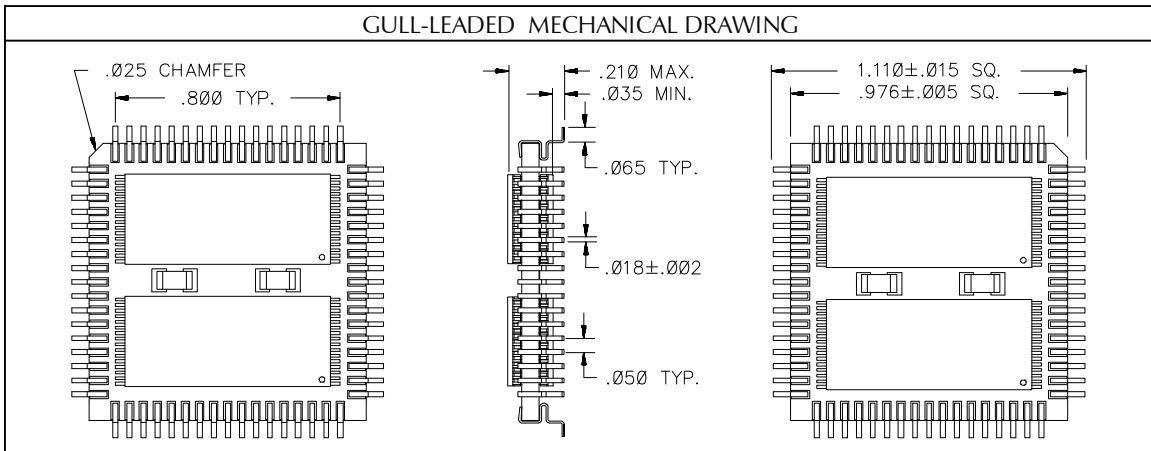 GULL-LEADED MECHANICAL DRAWING
.Ø25 CHAMFER
.8ØØ TYP.
.21Ø MAX.
.Ø35 MIN.
.Ø65 TYP.
.Ø18±.ØØ2
.Ø5Ø TYP.
1.11Ø±.Ø15 SQ.
.976±.ØØ5 SQ.